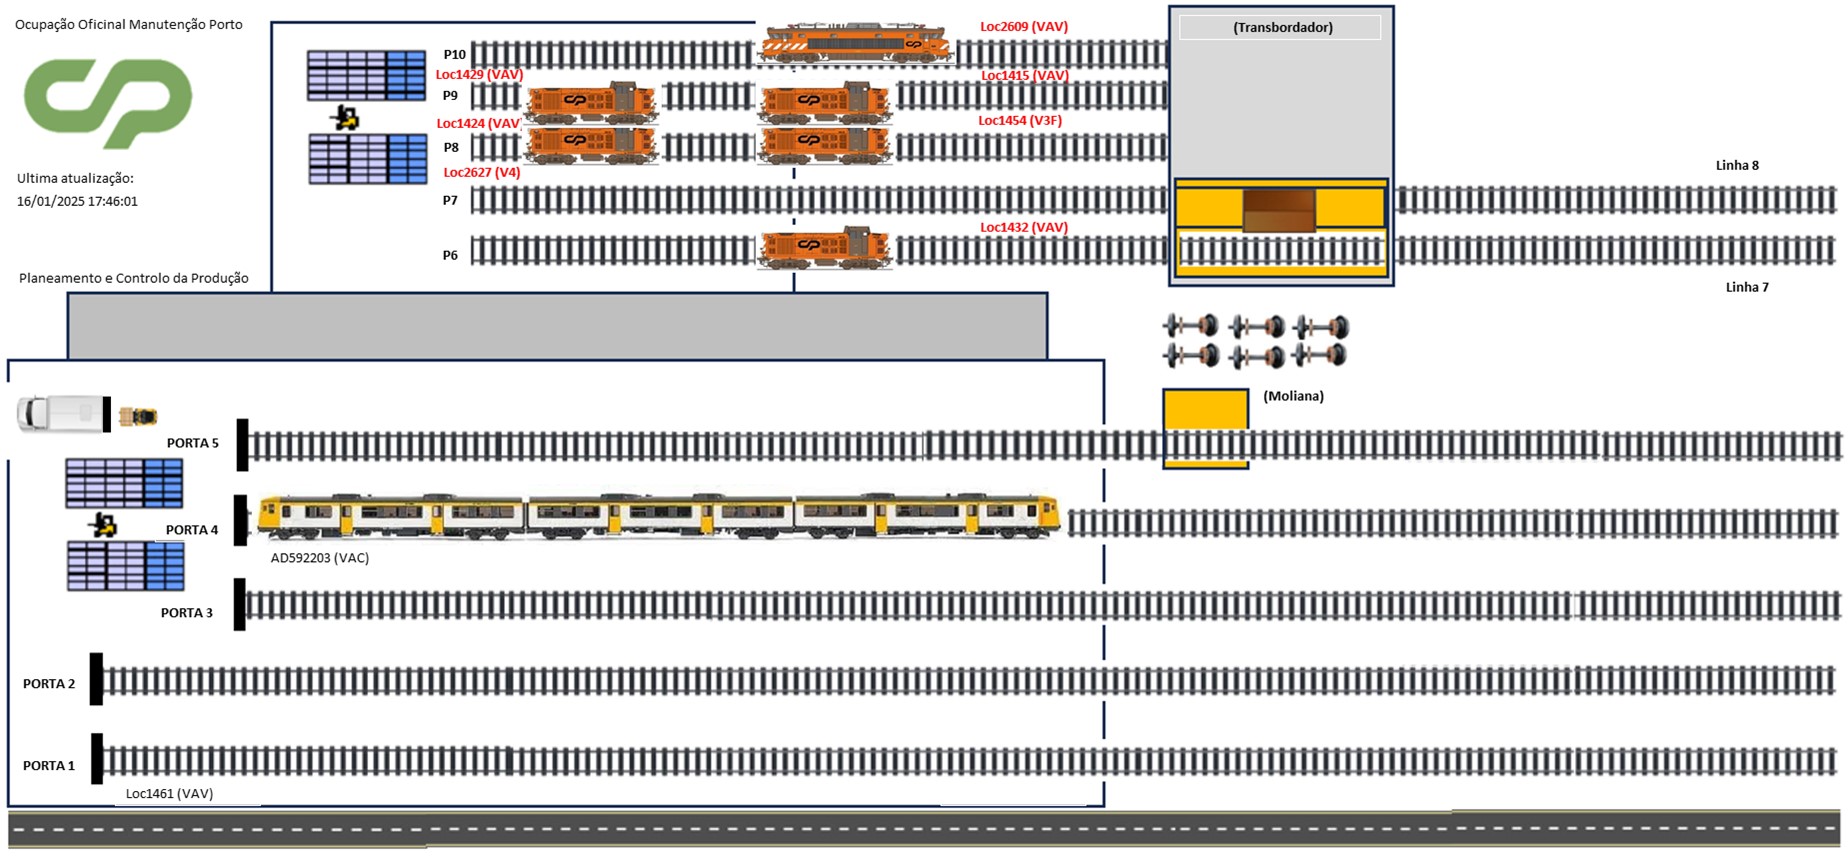 Ocupação Oficinal Manutenção Porto
Loc2609 (VAV)
(Transbordador)
P10
Loc1429 (VAV)
Loc1415 (VAV)
P9
Loc1424 (VAV)
Loc1454 (V3F)
P8
Ultima atualização:
16/01/2025 17:46:01
Loc2627 (V4)
Linha 8
P7
Loc1432 (VAV)
P6
Planeamento e Controlo da Produção
Linha 7
(Moliana)
PORTA 5
PORTA 4
AD592203 (VAC)
PORTA 3
PORTA 2
PORTA 1
Loc1461 (VAV)